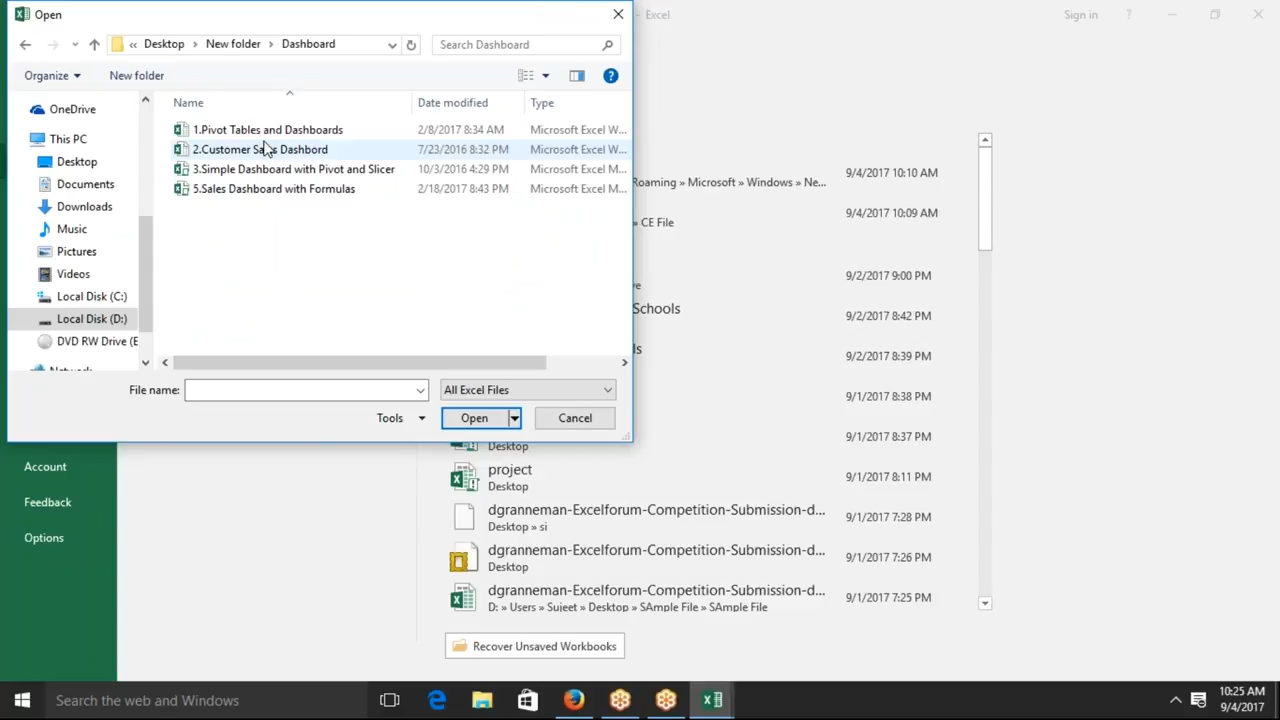 Open
- Excel
Sign in
?
« Desktop > New folder > Dashboard
Search Dashboard
Organize
New folder
?
Name
Date modified
Type
OneDrive
This PC
Desktop
Documents
Downloads
Music
Pictures
Videos
Local Disk (C:)
Local Disk (D:)
DVD RW Drive (E
1.Pivot Tables and Dashboards 2/8/2017 8:34 AM Microsoft Excel W...
2.Customer Sales Dashbord 7/23/2016 8:32 PM Microsoft Excel W...
3.Simple Dashboard with Pivot and Slicer 10/3/2016 4:29 PM Microsoft Excel M...
5.Sales Dashboard with Formulas 2/18/2017 8:43 PM Microsoft Excel M...
File name:
All Excel Files
Tools
Open
Cancel
Roaming » Microsoft » Windows » Ne... 9/4/2017 10:10 AM
9/4/2017 10:09 AM
» CE File
9/2/2017 9:00 PM
ve
Schools 9/2/2017 8:42 PM
ls 9/2/2017 8:39 PM
9/1/2017 8:38 PM
9/1/2017 8:37 PM
Desktop
project 9/1/2017 8:11 PM
Desktop
dgranneman-Excelforum-Competition-Submission-d... 9/1/2017 7:28 PM
Desktop » si
dgranneman-Excelforum-Competition-Submission-d... 9/1/2017 7:26 PM
Desktop
dgranneman-Excelforum-Competition-Submission-d... 9/1/2017 7:25 PM
D: » Users » Sujeet » Desktop » SAmple File » SAmple File
Recover Unsaved Workbooks
Account
Feedback
Options
Search the web and Windows
10:25 AM
9/4/2017